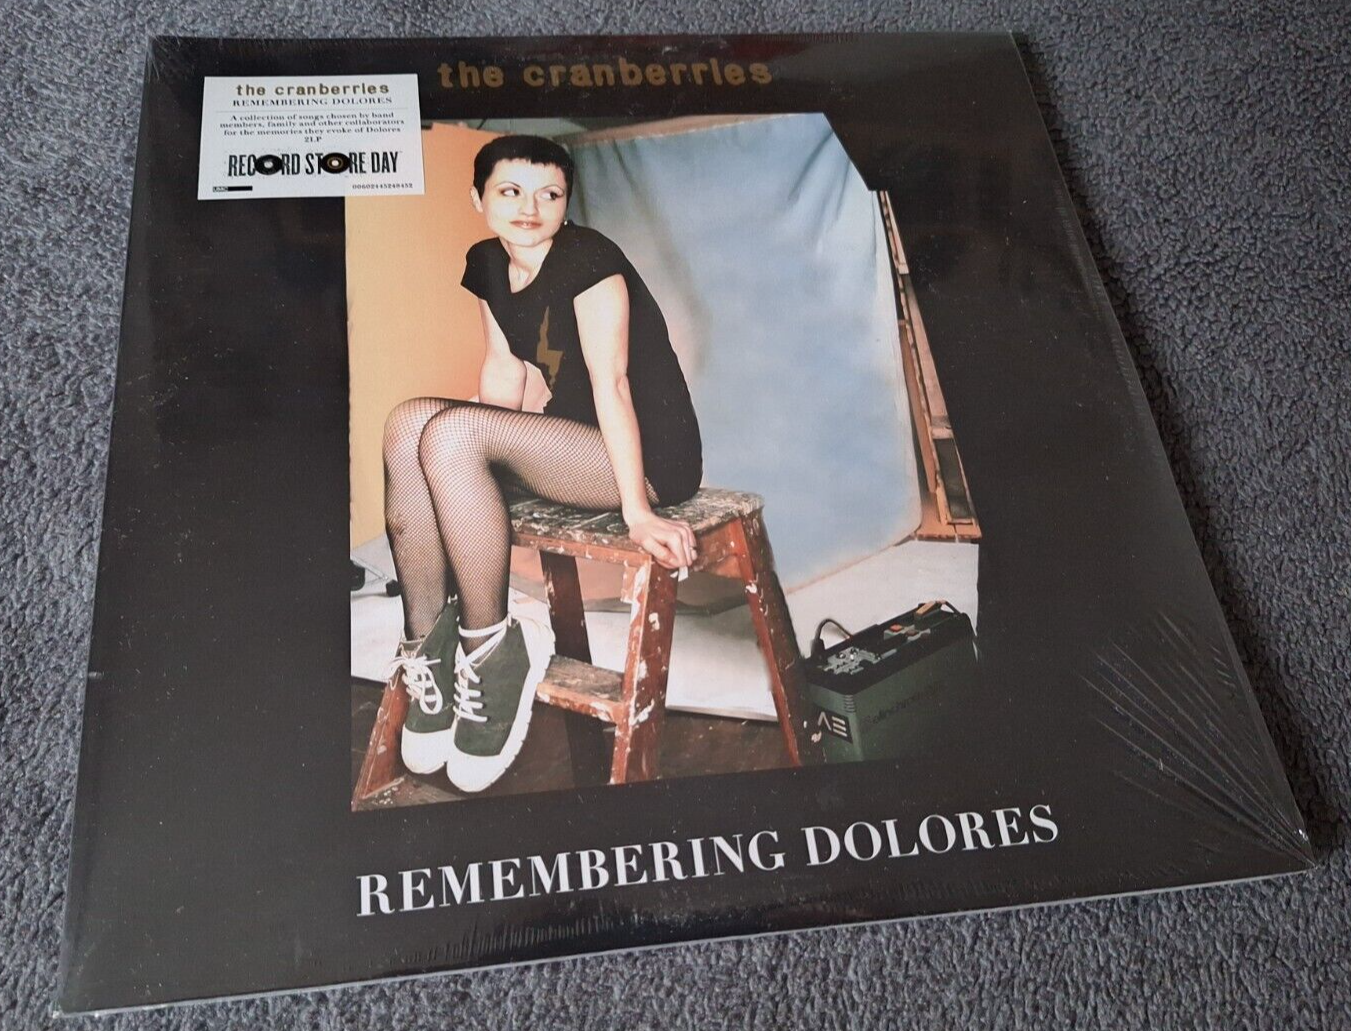 the cranberries
the cranberries
REMEMBERING DOLORES
A collection of songs chosen by band
members, family and other collaborators
for the memories they evoke of Dolores
2LP
RECORD STORE DAY
REMEMBERING DOLORES